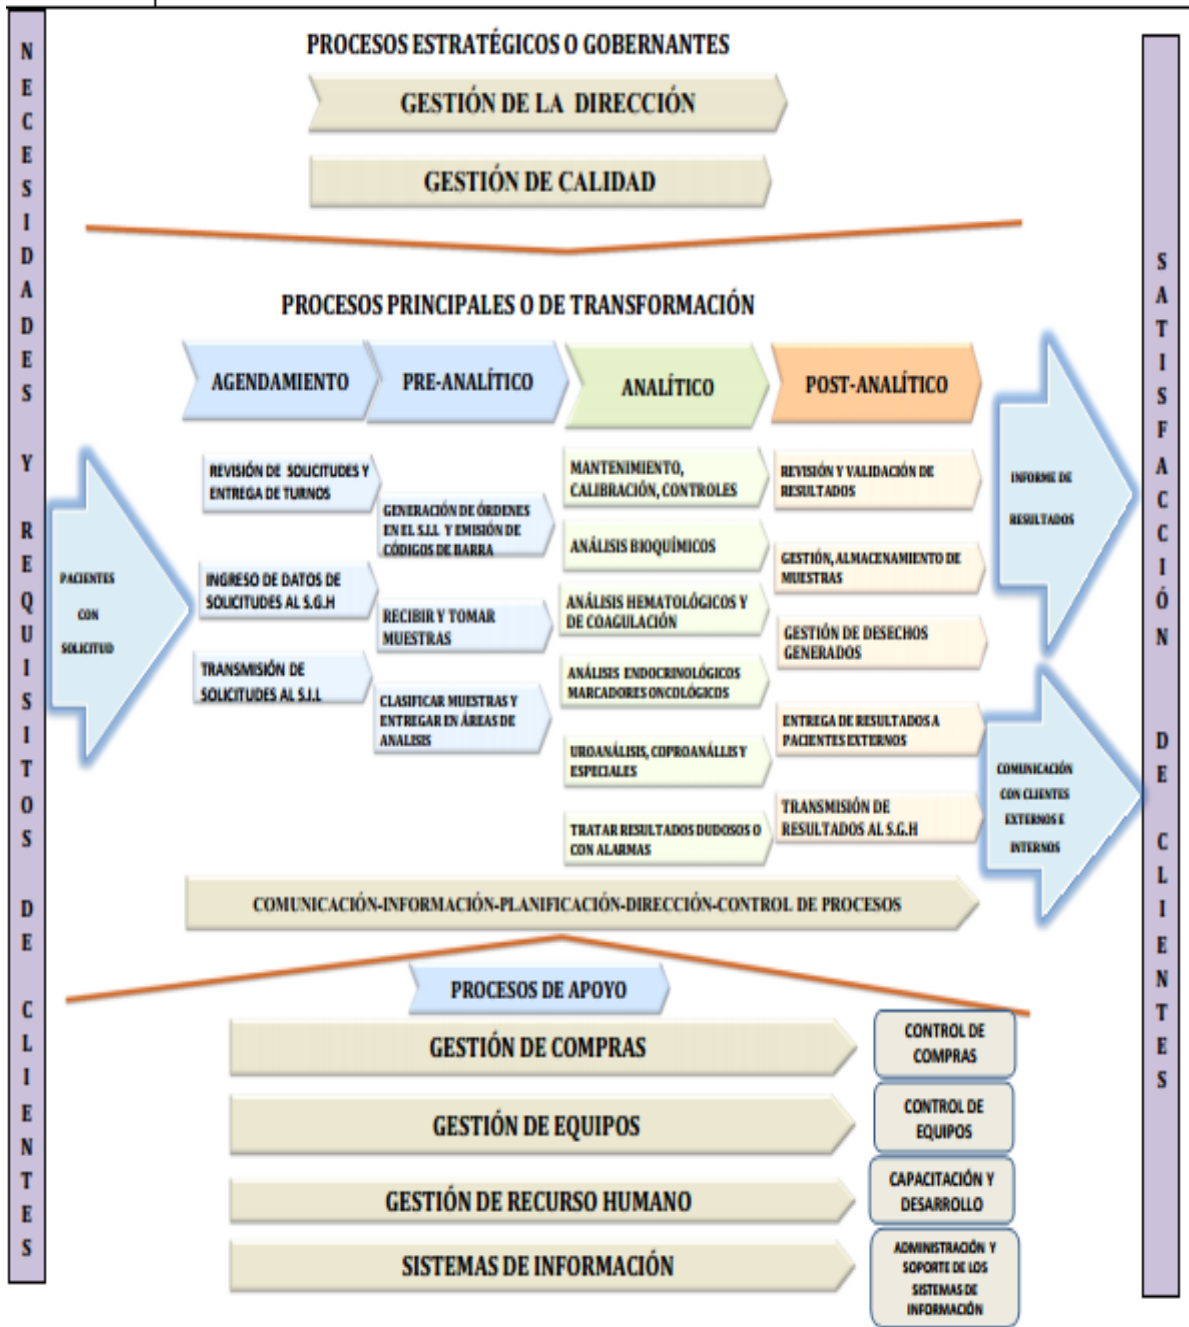 NECESIDADES Y REQUISITOS DE CLIENTES
PROCESOS ESTRATÉGICOS O GOBERNANTES
GESTIÓN DE LA DIRECCIÓN
GESTIÓN DE CALIDAD
PROCESOS PRINCIPALES O DE TRANSFORMACIÓN
PACIENTES
CON
SOLICITUD
AGENDAMIENTO
REVISIÓN DE SOLICITUDES Y
ENTREGA DE TURNOS
INGRESO DE DATOS DE
SOLICITUDES AL S.G.H
TRANSMISIÓN DE
SOLICITUDES AL S.I.L
PRE-ANALÍTICO
GENERACIÓN DE ÓRDENES
EN EL S.I.L Y EMISIÓN DE
CÓDIGOS DE BARRA
RECIBIR Y TOMAR
MUESTRAS
CLASIFICAR MUESTRAS Y
ENTREGAR EN ÁREAS DE
ANALISIS
ANALÍTICO
MANTENIMIENTO,
CALIBRACIÓN, CONTROLES
ANÁLISIS BIOQUÍMICOS
ANÁLISIS HEMATOLÓGICOS Y
DE COAGULACIÓN
ANÁLISIS ENDOCRINOLÓGICOS
MARCADORES ONCOLÓGICOS
UROANÁLISIS, COPROANÁLLIS Y
ESPECIALES
TRATAR RESULTADOS DUDOSOS O
CON ALARMAS
POST-ANALÍTICO
REVISIÓN Y VALIDACIÓN DE
RESULTADOS
GESTIÓN, ALMACENAMIENTO DE
MUESTRAS
GESTIÓN DE DESECHOS
GENERADOS
ENTREGA DE RESULTADOS A
PACIENTES EXTERNOS
TRANSMISIÓN DE
RESULTADOS AL S.G.H
INFORME DE
RESULTADOS
COMUNICACIÓN
CON CLIENTES
EXTERNOS E
INTERNOS
COMUNICACIÓN-INFORMACIÓN-PLANIFICACIÓN-DIRECCIÓN-CONTROL DE PROCESOS
PROCESOS DE APOYO
GESTIÓN DE COMPRAS
CONTROL DE
COMPRAS
GESTIÓN DE EQUIPOS
CONTROL DE
EQUIPOS
GESTIÓN DE RECURSO HUMANO
CAPACITACIÓN Y
DESARROLLO
SISTEMAS DE INFORMACIÓN
ADMINISTRACIÓN Y
SOPORTE DE LOS
SISTEMAS DE
INFORMACIÓN
SATISFACCIÓN DE CLIENTES